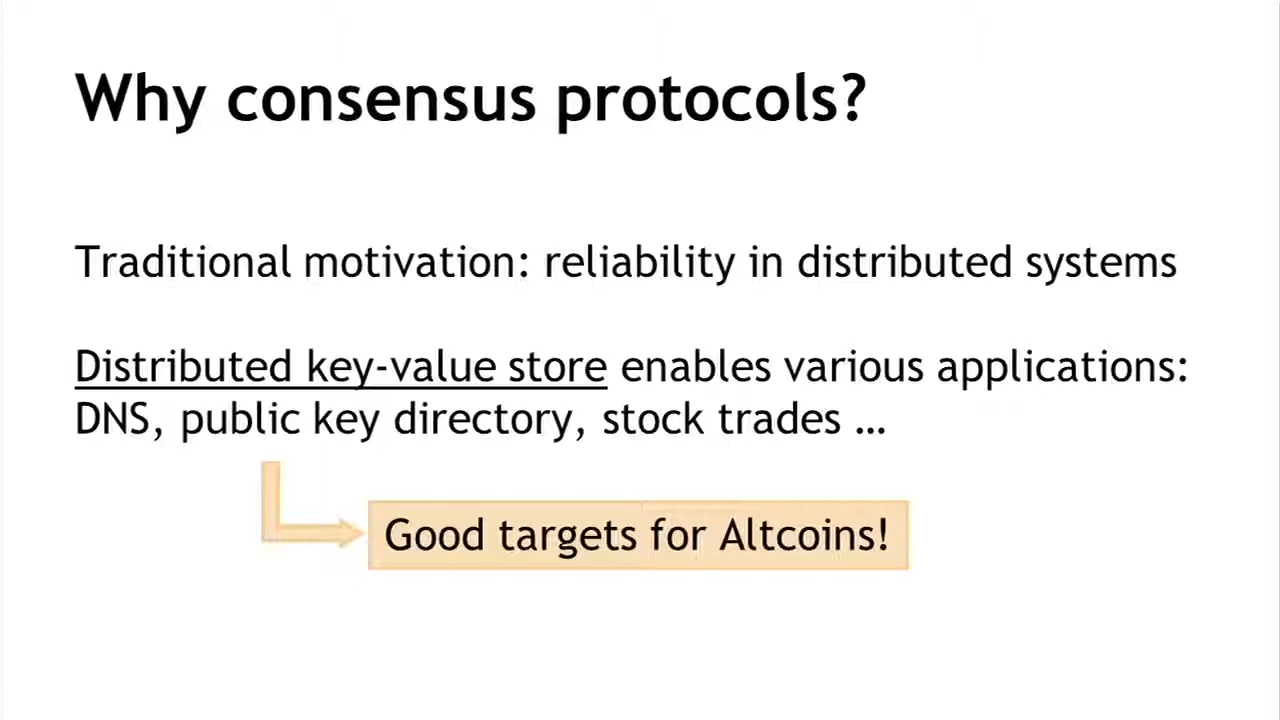 Why consensus protocols?
Traditional motivation: reliability in distributed systems
Distributed key-value store enables various applications:
DNS, public key directory, stock trades …
Good targets for Altcoins!